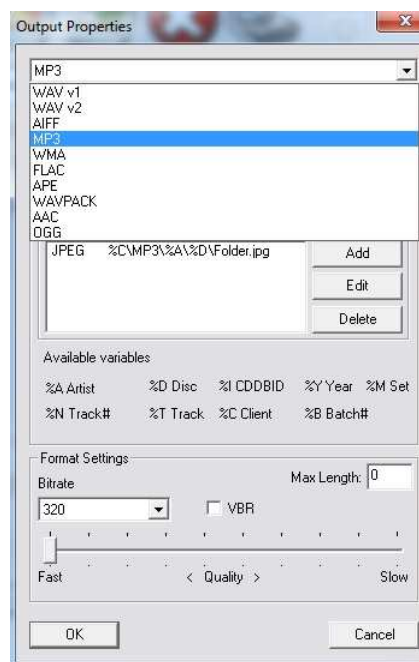 Output Properties
MP3
WAV v1
WAV v2
AIFF
MP3
WMA
FLAC
APE
WAVPACK
AAC
OGG
JPEG %C\MP3\%A\%D\Folder.jpg
Add
Edit
Delete
Available variables
%A Artist %D Disc %I CDDBID %Y Year %M Set
%N Track# %T Track %C Client %B Batch#
Format Settings
Bitrate
Max Length: 0
320
VBR
Fast < Quality > Slow
OK Cancel